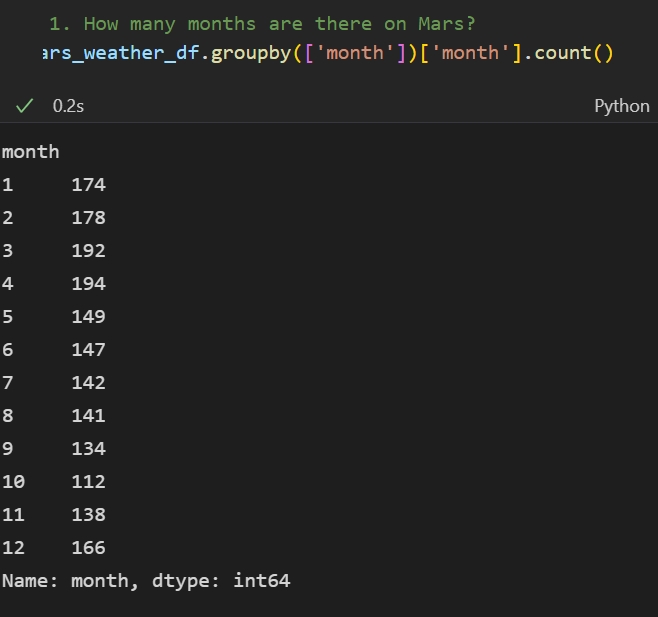 1. How many months are there on Mars?
ars_weather_df.groupby(['month'])['month'].count()
0.2s
Python
month
1 174
2 178
3 192
4 194
5 149
6 147
7 142
8 141
9 134
10 112
11 138
12 166
Name: month, dtype: int64